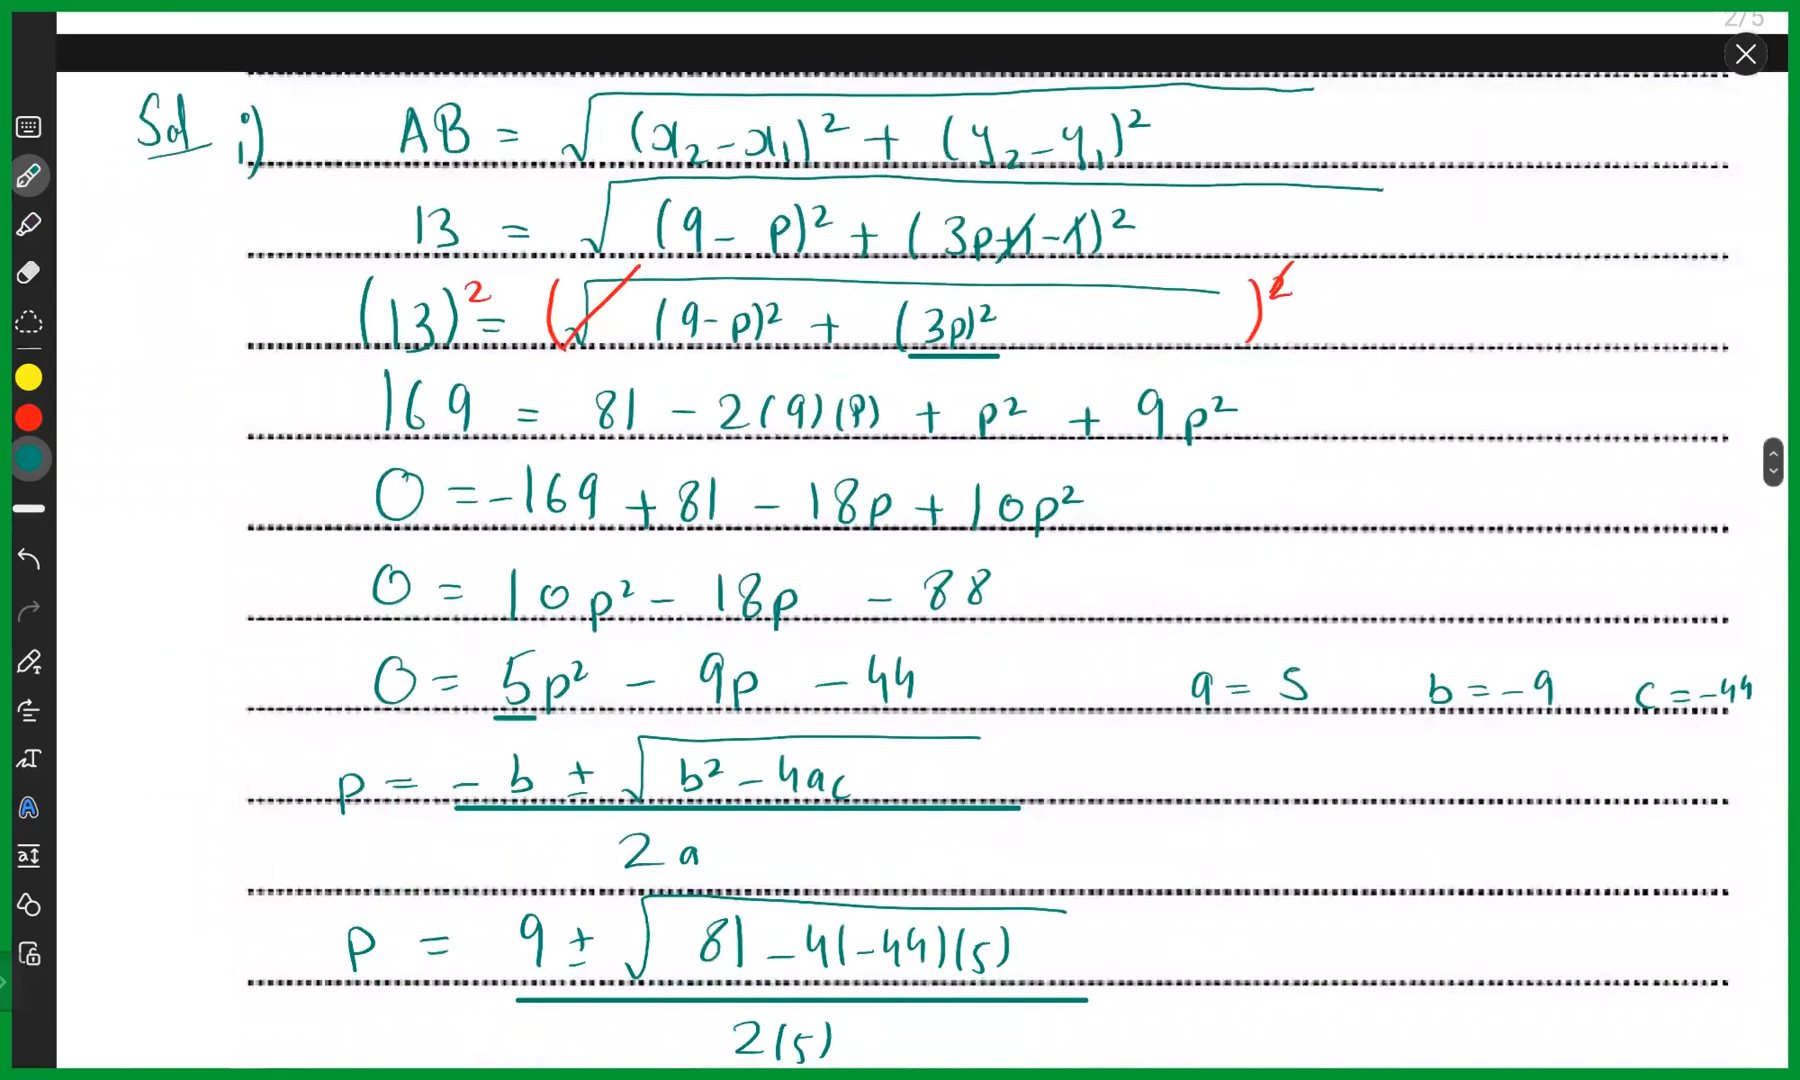 2/5
Sol i) AB = √(x₂-x₁)² + (y₂-y₁)²
13 = √(9-p)² + (3p+1-1)²
(13)² = (√(9-p)² + (3p)²)²
169 = 81 - 2(9)(p) + p² + 9p²
0 = -169 + 81 - 18p + 10p²
0 = 10p² - 18p - 88
0 = 5p² - 9p - 44 a = 5 b = -9 c = -44
p = -b ± √b² - 4ac
2a
p = 9 ± √81 - 4(-44)(5)
2(5)